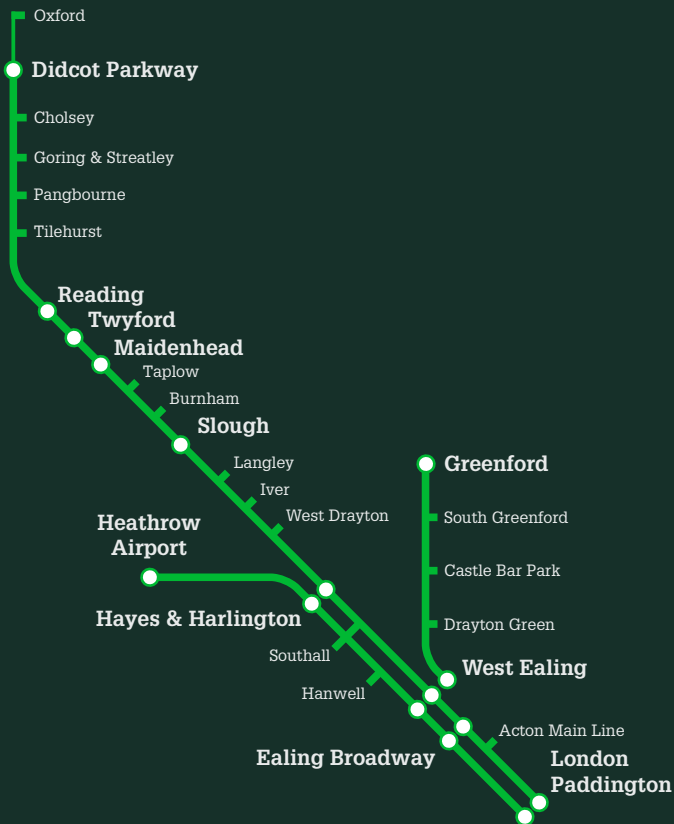 Oxford
Didcot Parkway
Cholsey
Goring & Streatley
Pangbourne
Tilehurst
Reading
Twyford
Maidenhead
Taplow
Burnham
Slough
Langley
Iver
West Drayton
Greenford
South Greenford
Castle Bar Park
Drayton Green
West Ealing
Heathrow
Airport
Hayes & Harlington
Southall
Hanwell
Ealing Broadway
Acton Main Line
London
Paddington